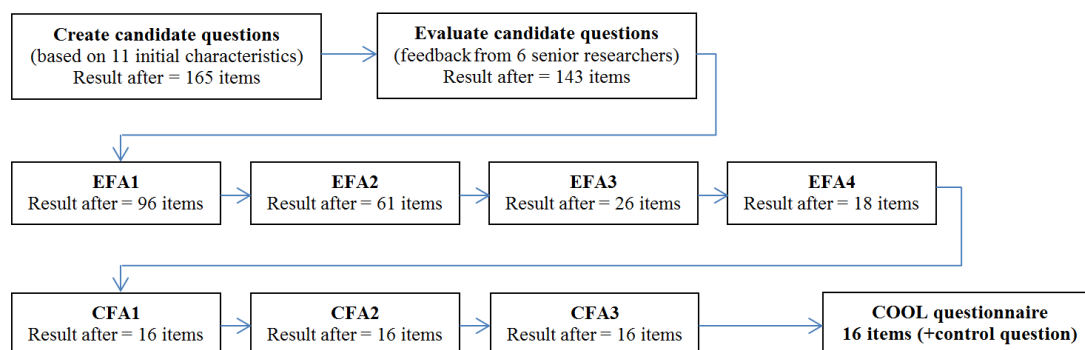 Create candidate questions
(based on 11 initial characteristics)
Result after = 165 items
Evaluate candidate questions
(feedback from 6 senior researchers)
Result after = 143 items
EFA1
Result after = 96 items
EFA2
Result after = 61 items
EFA3
Result after = 26 items
EFA4
Result after = 18 items
CFA1
Result after = 16 items
CFA2
Result after = 16 items
CFA3
Result after = 16 items
COOL questionnaire
16 items (+control question)